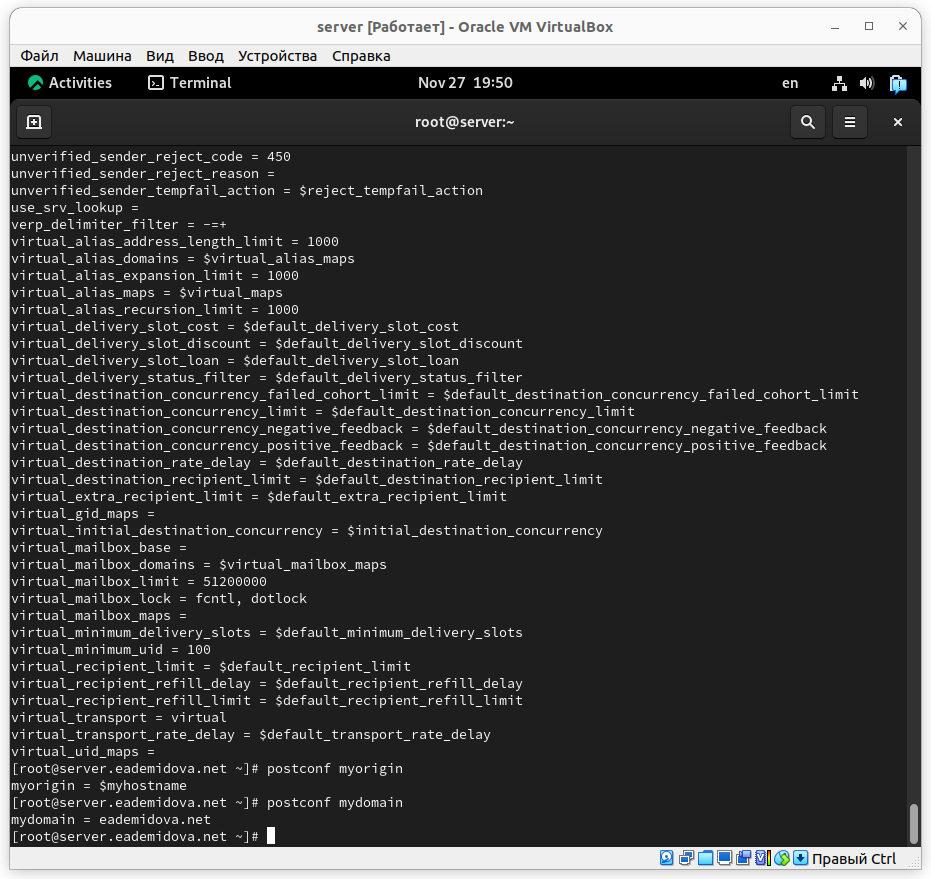 server [Работает] - Oracle VM VirtualBox
Файл Машина Вид Ввод Устройства Справка
Activities Terminal Nov 27 19:50 en
root@server:~
unverified_sender_reject_code = 450
unverified_sender_reject_reason =
unverified_sender_tempfail_action = $reject_tempfail_action
use_srv_lookup =
verp_delimiter_filter = -=+
virtual_alias_address_length_limit = 1000
virtual_alias_domains = $virtual_alias_maps
virtual_alias_expansion_limit = 1000
virtual_alias_maps = $virtual_maps
virtual_alias_recursion_limit = 1000
virtual_delivery_slot_cost = $default_delivery_slot_cost
virtual_delivery_slot_discount = $default_delivery_slot_discount
virtual_delivery_slot_loan = $default_delivery_slot_loan
virtual_delivery_status_filter = $default_delivery_status_filter
virtual_destination_concurrency_failed_cohort_limit = $default_destination_concurrency_failed_cohort_limit
virtual_destination_concurrency_limit = $default_destination_concurrency_limit
virtual_destination_concurrency_negative_feedback = $default_destination_concurrency_negative_feedback
virtual_destination_concurrency_positive_feedback = $default_destination_concurrency_positive_feedback
virtual_destination_rate_delay = $default_destination_rate_delay
virtual_destination_recipient_limit = $default_destination_recipient_limit
virtual_extra_recipient_limit = $default_extra_recipient_limit
virtual_gid_maps =
virtual_initial_destination_concurrency = $initial_destination_concurrency
virtual_mailbox_base =
virtual_mailbox_domains = $virtual_mailbox_maps
virtual_mailbox_limit = 51200000
virtual_mailbox_lock = fcntl, dotlock
virtual_mailbox_maps =
virtual_minimum_delivery_slots = $default_minimum_delivery_slots
virtual_minimum_uid = 100
virtual_recipient_limit = $default_recipient_limit
virtual_recipient_refill_delay = $default_recipient_refill_delay
virtual_recipient_refill_limit = $default_recipient_refill_limit
virtual_transport = virtual
virtual_transport_rate_delay = $default_transport_rate_delay
virtual_uid_maps =
[root@server.eademidova.net ~]# postconf myorigin
myorigin = $myhostname
[root@server.eademidova.net ~]# postconf mydomain
mydomain = eademidova.net
[root@server.eademidova.net ~]#
Правый Ctrl